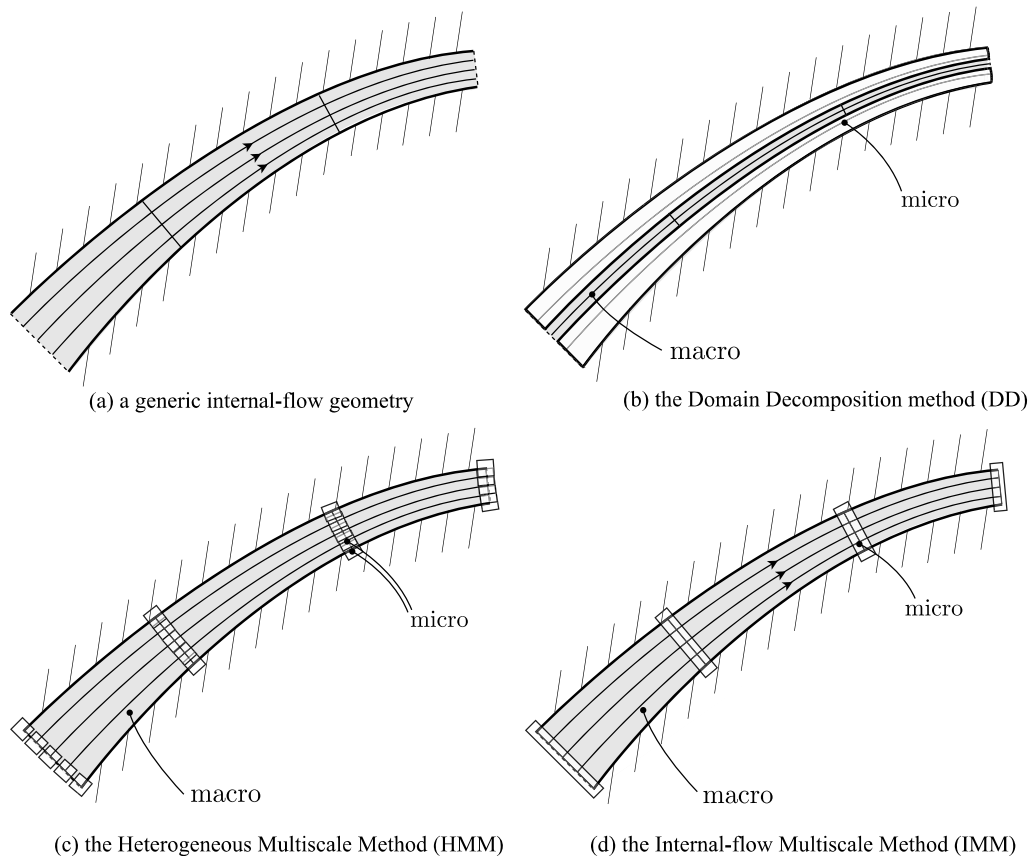 micro
macro
(a) a generic internal-flow geometry
(b) the Domain Decomposition method (DD)
micro
macro
(c) the Heterogeneous Multiscale Method (HMM)
micro
macro
(d) the Internal-flow Multiscale Method (IMM)